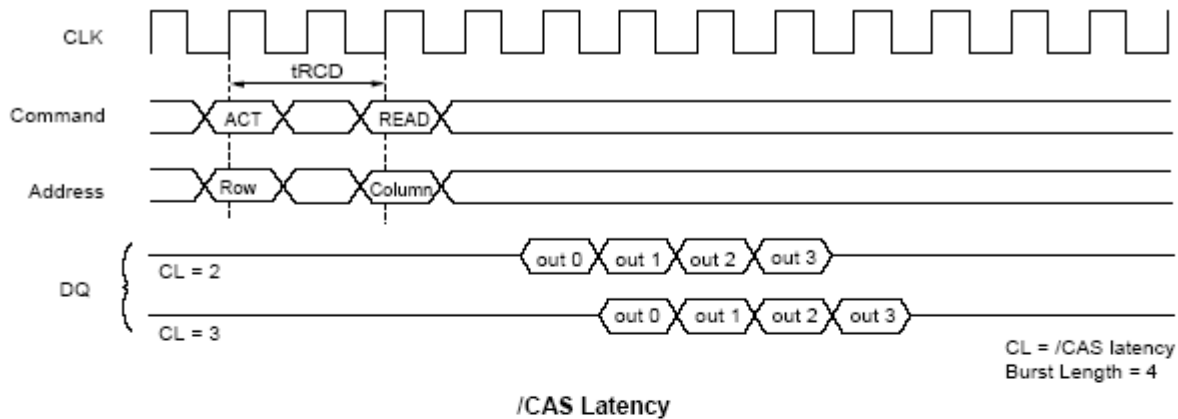 CLK
tRCD
Command ACT READ
Address Row Column
DQ
CL = 2 out 0 out 1 out 2 out 3
CL = 3 out 0 out 1 out 2 out 3
CL = /CAS latency
Burst Length = 4
/CAS Latency